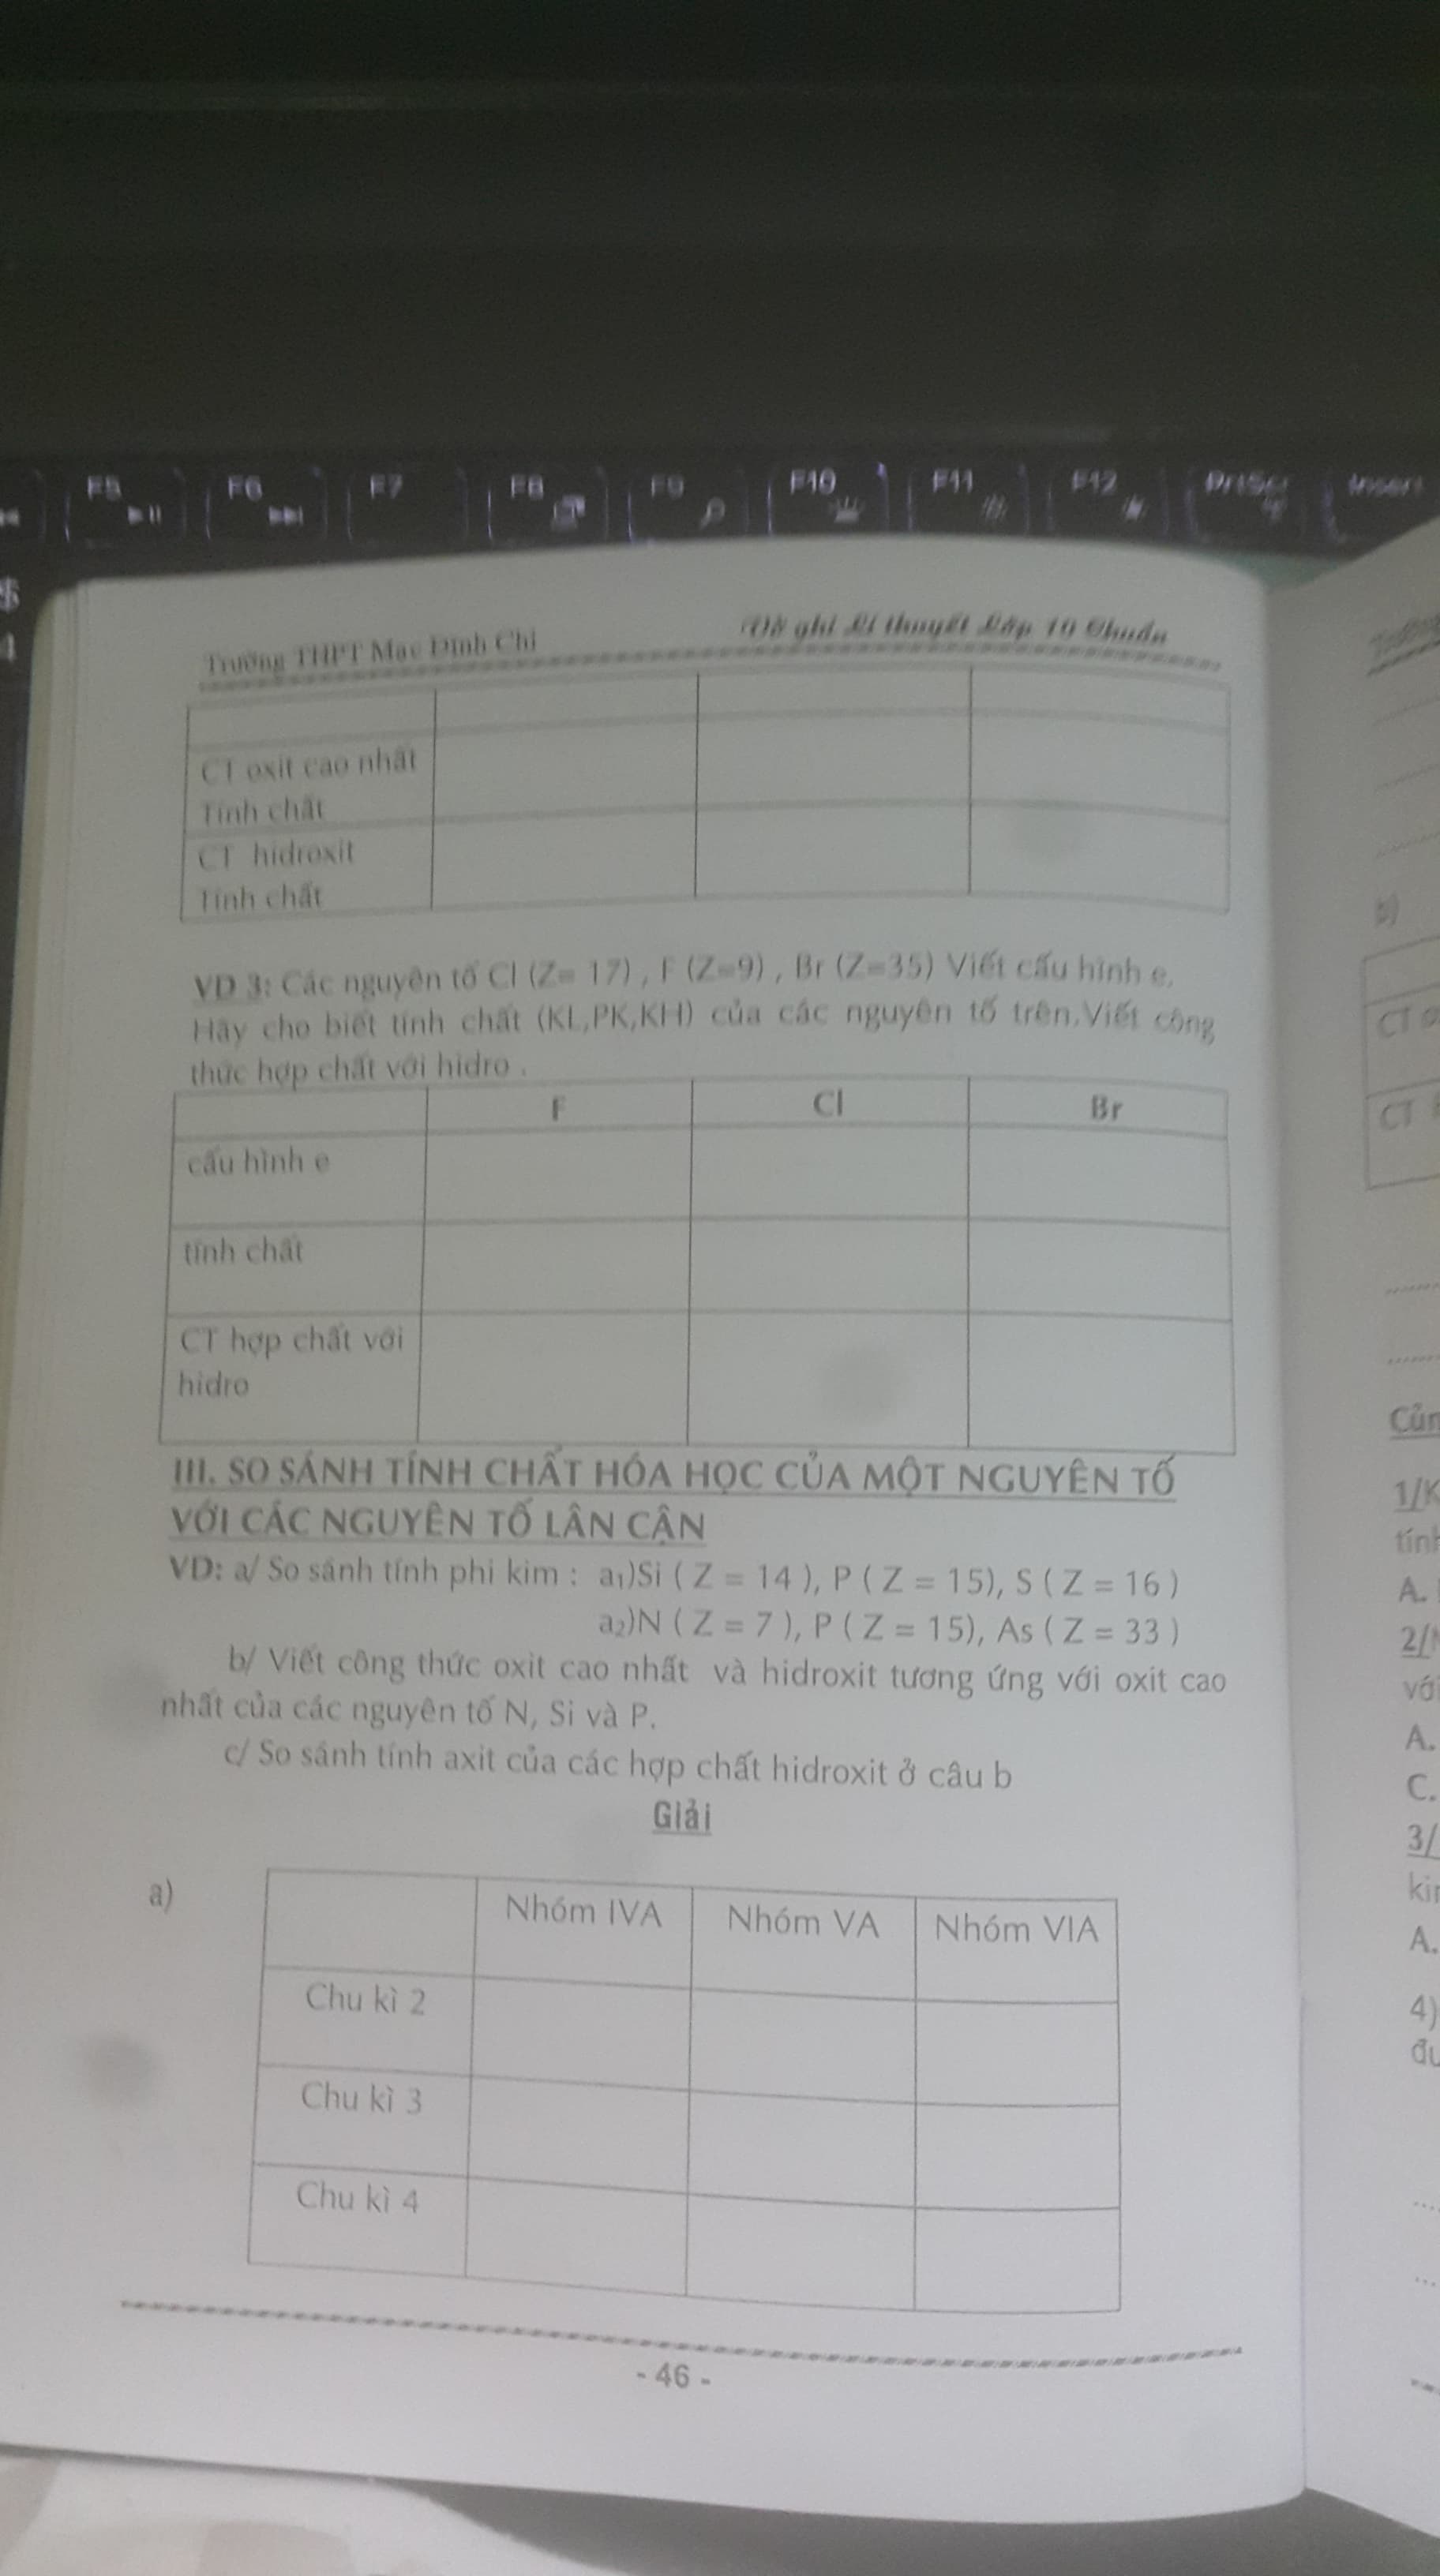 F5 F6 F7 F8 F9 F10 F11 F12 PrtScr Insert
$
4
Trường THPT Mạc Đĩnh Chi
Vở ghi Lí thuyết Lớp 10 Chuẩn
CT oxit cao nhất
Tính chất
CT hidroxit
Tính chất
VD 3: Các nguyên tố Cl (Z= 17) , F (Z=9) , Br (Z=35) Viết cấu hình e.
Hãy cho biết tính chất (KL,PK,KH) của các nguyên tố trên.Viết công
thức hợp chất với hidro .
F Cl Br
cấu hình e
tính chất
CT hợp chất với
hidro
III. SO SÁNH TÍNH CHẤT HÓA HỌC CỦA MỘT NGUYÊN TỐ
VỚI CÁC NGUYÊN TỐ LÂN CẬN
VD: a/ So sánh tính phi kim : a₁)Si ( Z = 14 ), P ( Z = 15), S ( Z = 16 )
a₂)N ( Z = 7 ), P ( Z = 15), As ( Z = 33 )
b/ Viết công thức oxit cao nhất và hidroxit tương ứng với oxit cao
nhất của các nguyên tố N, Si và P.
c/ So sánh tính axit của các hợp chất hidroxit ở câu b
Giải
a)
Nhóm IVA Nhóm VA Nhóm VIA
Chu kì 2
Chu kì 3
Chu kì 4
- 46 -
b)
CT
CT
1/
A.
2/
A.
C.
3/
A.
4)